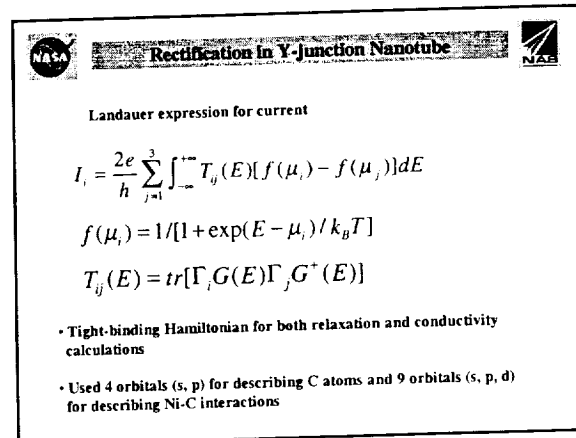 NASA
Rectification in Y-Junction Nanotube
NAS
Landauer expression for current
I_i = \frac{2e}{h} \sum_{j=1}^{3} \int_{-\infty}^{+\infty} T_{ij}(E)[f(\mu_i) - f(\mu_j)]dE
f(\mu_i) = 1/[1 + exp(E - \mu_i)/k_B T]
T_{ij}(E) = tr[\Gamma_i G(E) \Gamma_j G^+(E)]
• Tight-binding Hamiltonian for both relaxation and conductivity
calculations
• Used 4 orbitals (s, p) for describing C atoms and 9 orbitals (s, p, d)
for describing Ni-C interactions